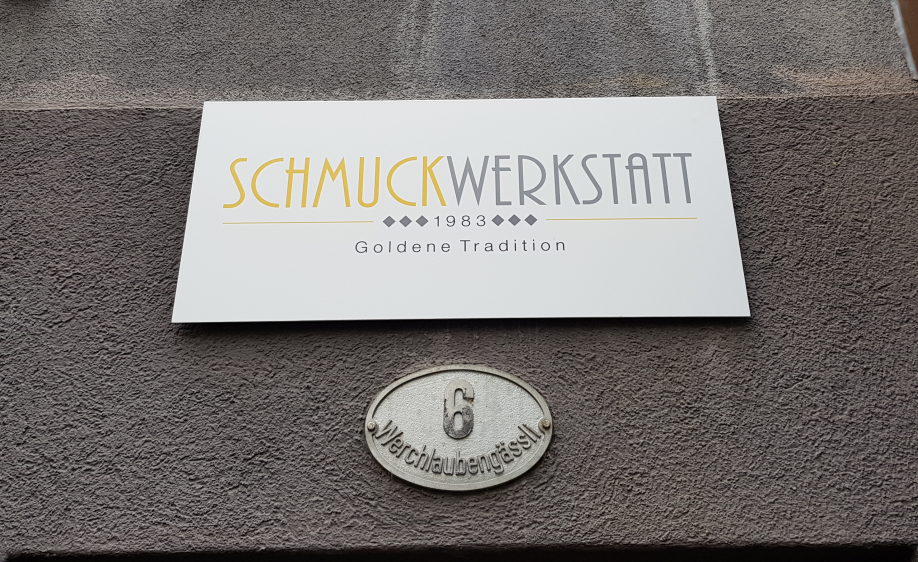 SCHMUCKWERKSTATT
◆◆◆1983◆◆◆
Goldene Tradition
6
Werchlaubengässli